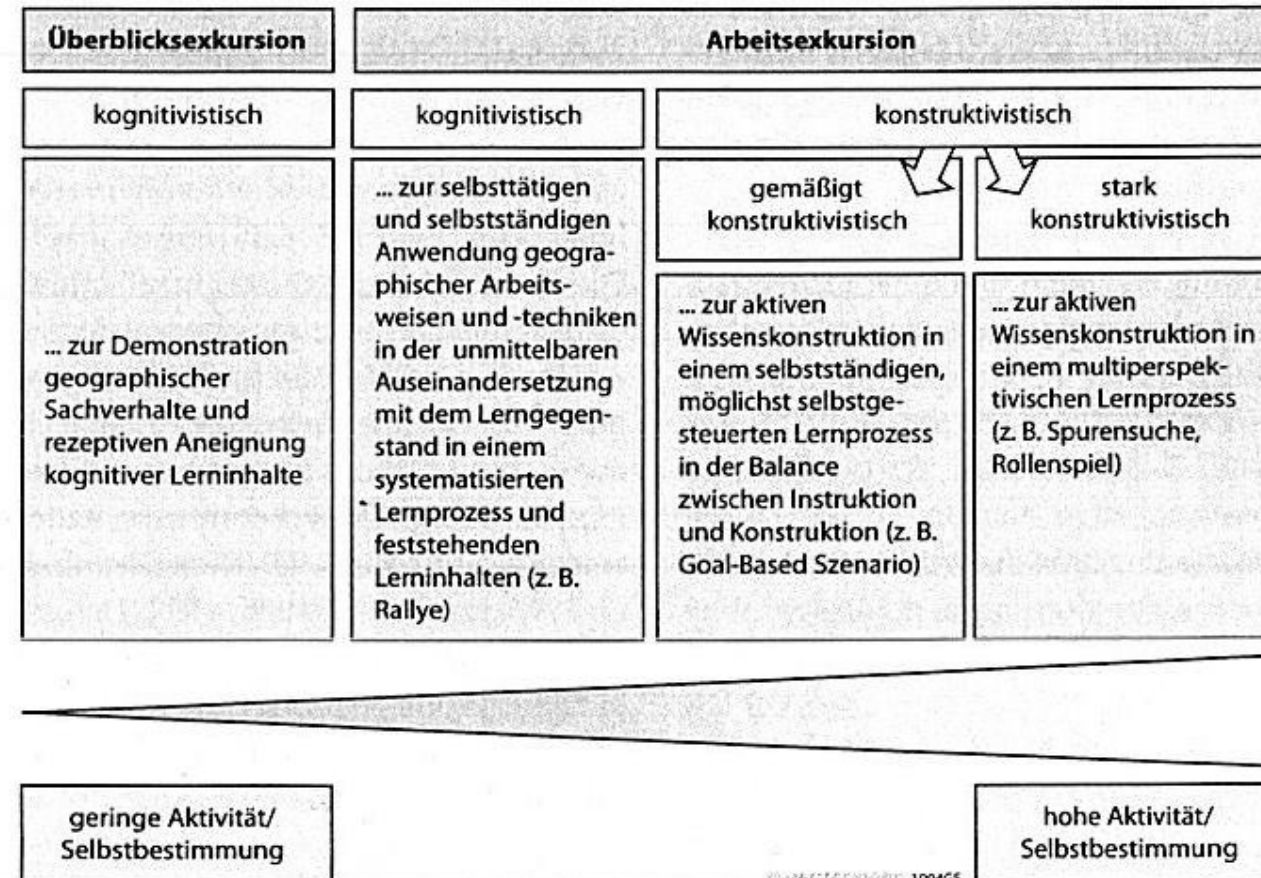 Überblicksexkursion
Arbeitsexkursion
kognitivistisch
kognitivistisch
konstruktivistisch
gemäßigt
konstruktivistisch
stark
konstruktivistisch
... zur Demonstration
geographischer
Sachverhalte und
rezeptiven Aneignung
kognitiver Lerninhalte
... zur selbsttätigen
und selbstständigen
Anwendung geogra-
phischer Arbeits-
weisen und -techniken
in der unmittelbaren
Auseinandersetzung
mit dem Lerngegen-
stand in einem
systematisierten
Lernprozess und
feststehenden
Lerninhalten (z. B.
Rallye)
... zur aktiven
Wissenskonstruktion in
einem selbstständigen,
möglichst selbstge-
steuerten Lernprozess
in der Balance
zwischen Instruktion
und Konstruktion (z. B.
Goal-Based Szenario)
... zur aktiven
Wissenskonstruktion in
einem multiperspek-
tivischen Lernprozess
(z. B. Spurensuche,
Rollenspiel)
geringe Aktivität/
Selbstbestimmung
hohe Aktivität/
Selbstbestimmung